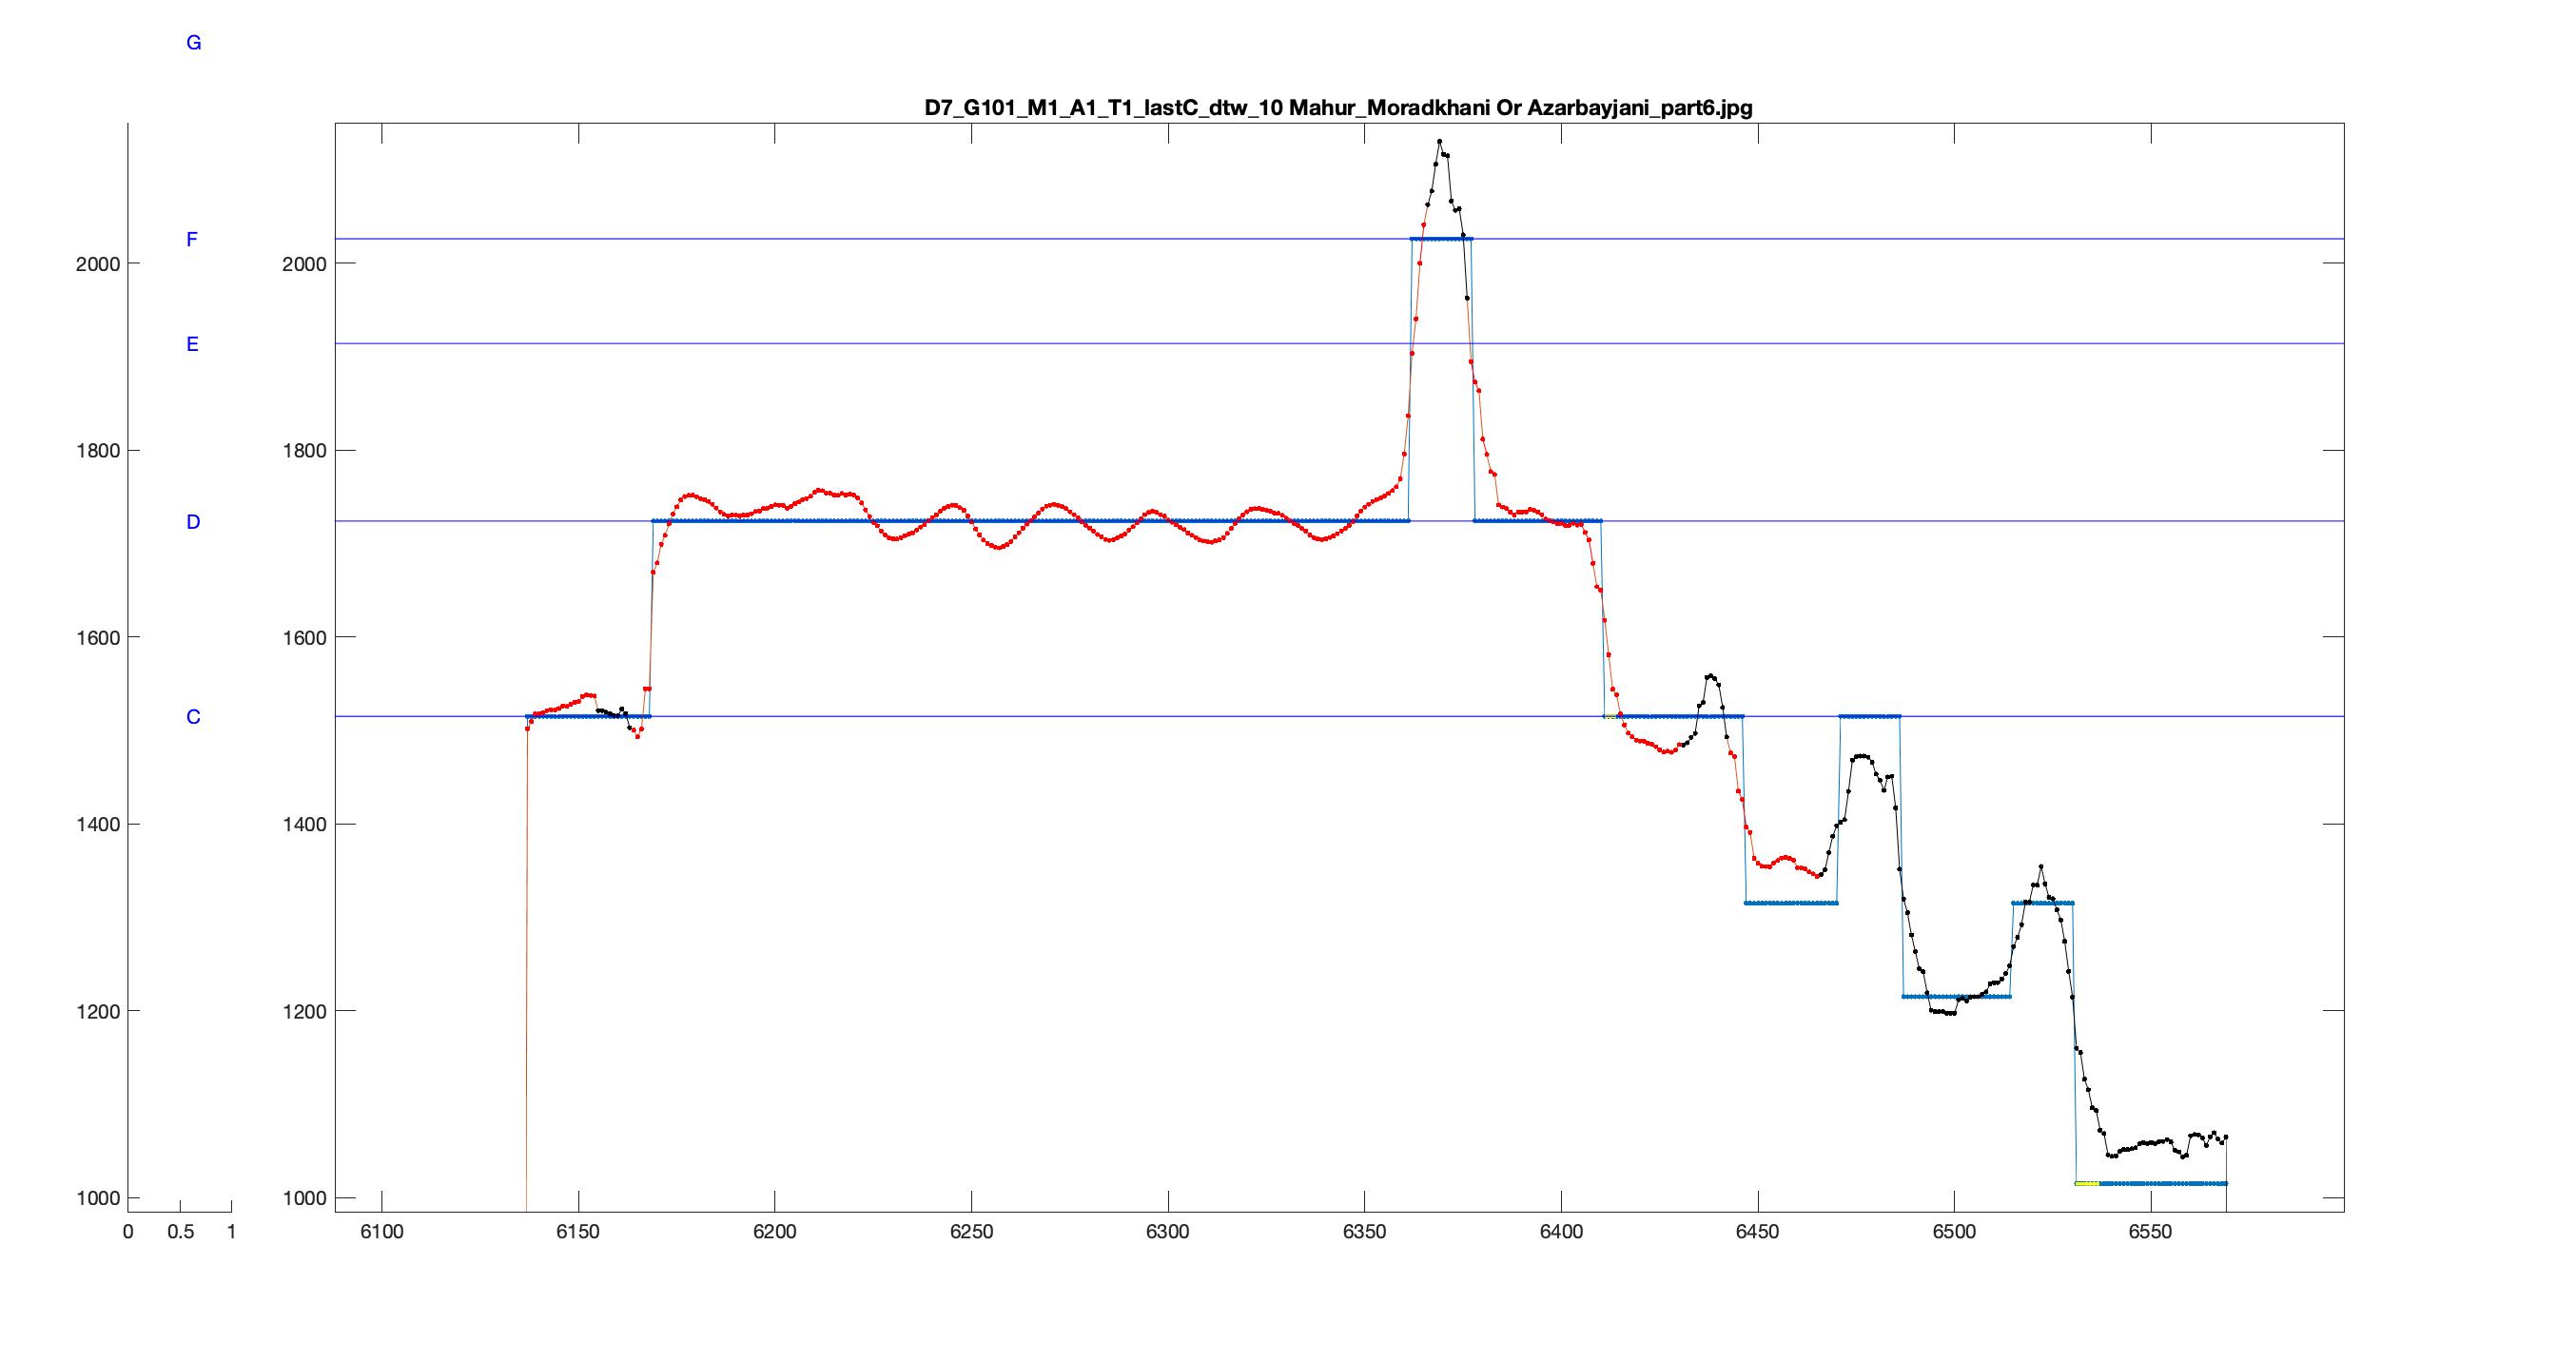 G
D7_G101_M1_A1_T1_lastC_dtw_10 Mahur_Moradkhani Or Azarbayjani_part6.jpg
F
2000 2000
E
1800 1800
D
1600 1600
C
1400 1400
1200 1200
1000 1000
0 0.5 1 6100 6150 6200 6250 6300 6350 6400 6450 6500 6550